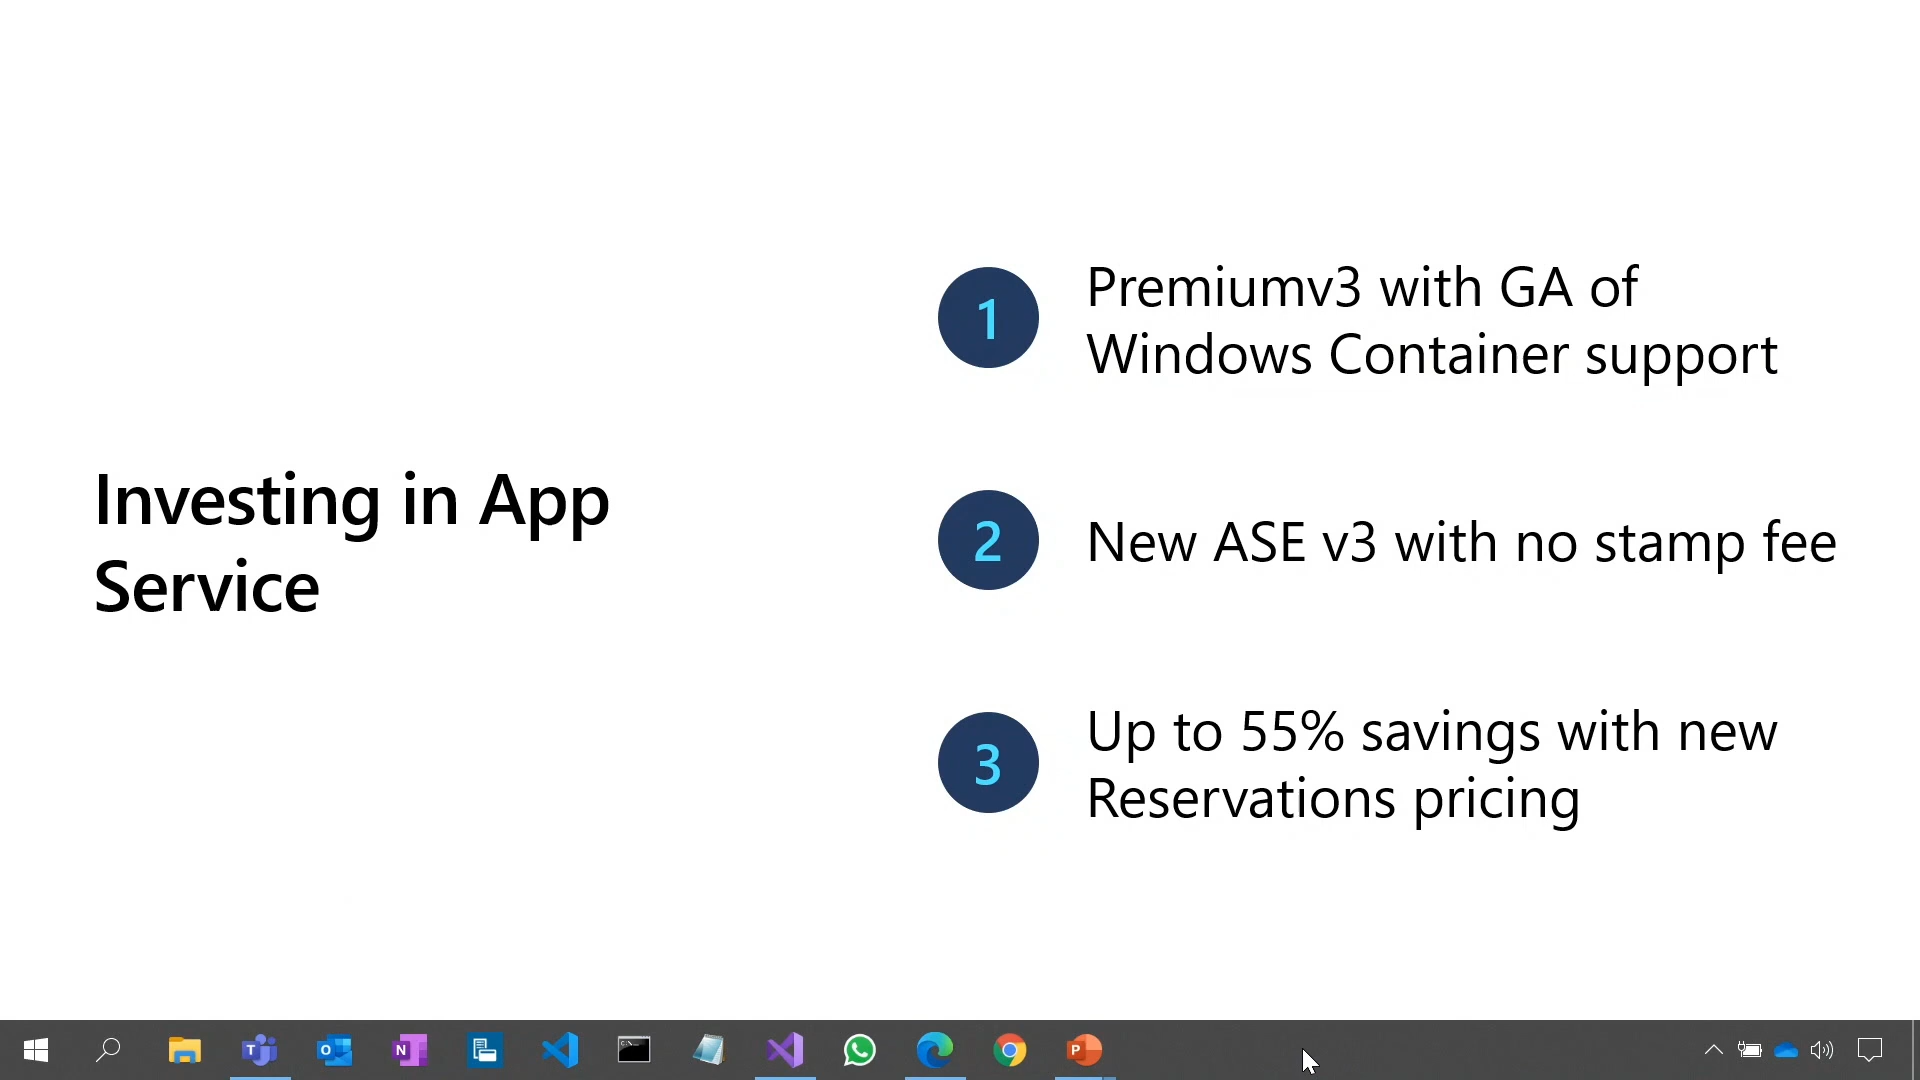 Investing in App
Service
1
Premiumv3 with GA of
Windows Container support
2
New ASE v3 with no stamp fee
3
Up to 55% savings with new
Reservations pricing